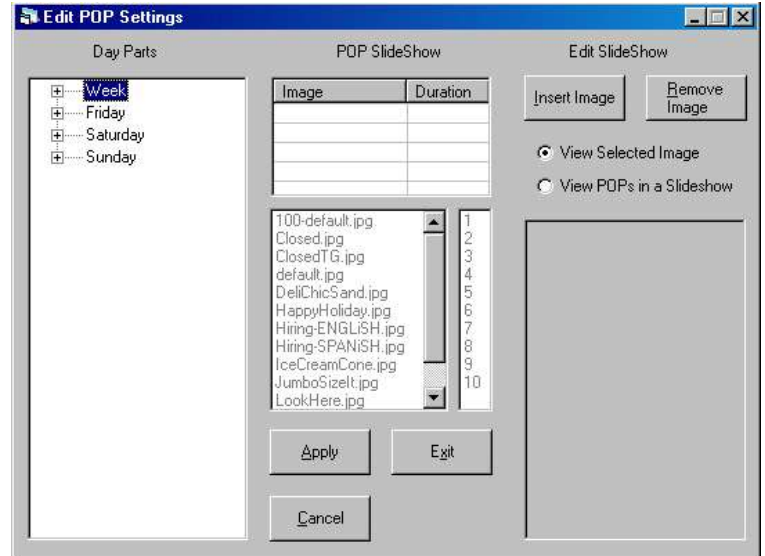 Edit POP Settings
Day Parts
POP SlideShow
Edit SlideShow
Week
Friday
Saturday
Sunday
Image Duration
Insert Image
Remove
Image
View Selected Image
View POPs in a Slideshow
100-default.jpg
Closed.jpg
ClosedTG.jpg
default.jpg
DeliChicSand.jpg
HappyHoliday.jpg
Hiring-ENGLiSH.jpg
Hiring-SPANiSH.jpg
IceCreamCone.jpg
JumboSizeIt.jpg
LookHere.jpg
1
2
3
4
5
6
7
8
9
10
Apply
Exit
Cancel